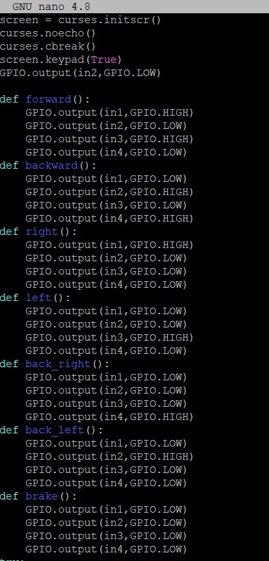 GNU nano 4.8
screen = curses.initscr()
curses.noecho()
curses.cbreak()
screen.keypad(True)
GPIO.output(in2,GPIO.LOW)
def forward():
GPIO.output(in1,GPIO.HIGH)
GPIO.output(in2,GPIO.LOW)
GPIO.output(in3,GPIO.HIGH)
GPIO.output(in4,GPIO.LOW)
def backward():
GPIO.output(in1,GPIO.LOW)
GPIO.output(in2,GPIO.HIGH)
GPIO.output(in3,GPIO.LOW)
GPIO.output(in4,GPIO.HIGH)
def right():
GPIO.output(in1,GPIO.HIGH)
GPIO.output(in2,GPIO.LOW)
GPIO.output(in3,GPIO.LOW)
GPIO.output(in4,GPIO.LOW)
def left():
GPIO.output(in1,GPIO.LOW)
GPIO.output(in2,GPIO.LOW)
GPIO.output(in3,GPIO.HIGH)
GPIO.output(in4,GPIO.LOW)
def back_right():
GPIO.output(in1,GPIO.LOW)
GPIO.output(in2,GPIO.LOW)
GPIO.output(in3,GPIO.LOW)
GPIO.output(in4,GPIO.HIGH)
def back_left():
GPIO.output(in1,GPIO.LOW)
GPIO.output(in2,GPIO.HIGH)
GPIO.output(in3,GPIO.LOW)
GPIO.output(in4,GPIO.LOW)
def brake():
GPIO.output(in1,GPIO.LOW)
GPIO.output(in2,GPIO.LOW)
GPIO.output(in3,GPIO.LOW)
GPIO.output(in4,GPIO.LOW)